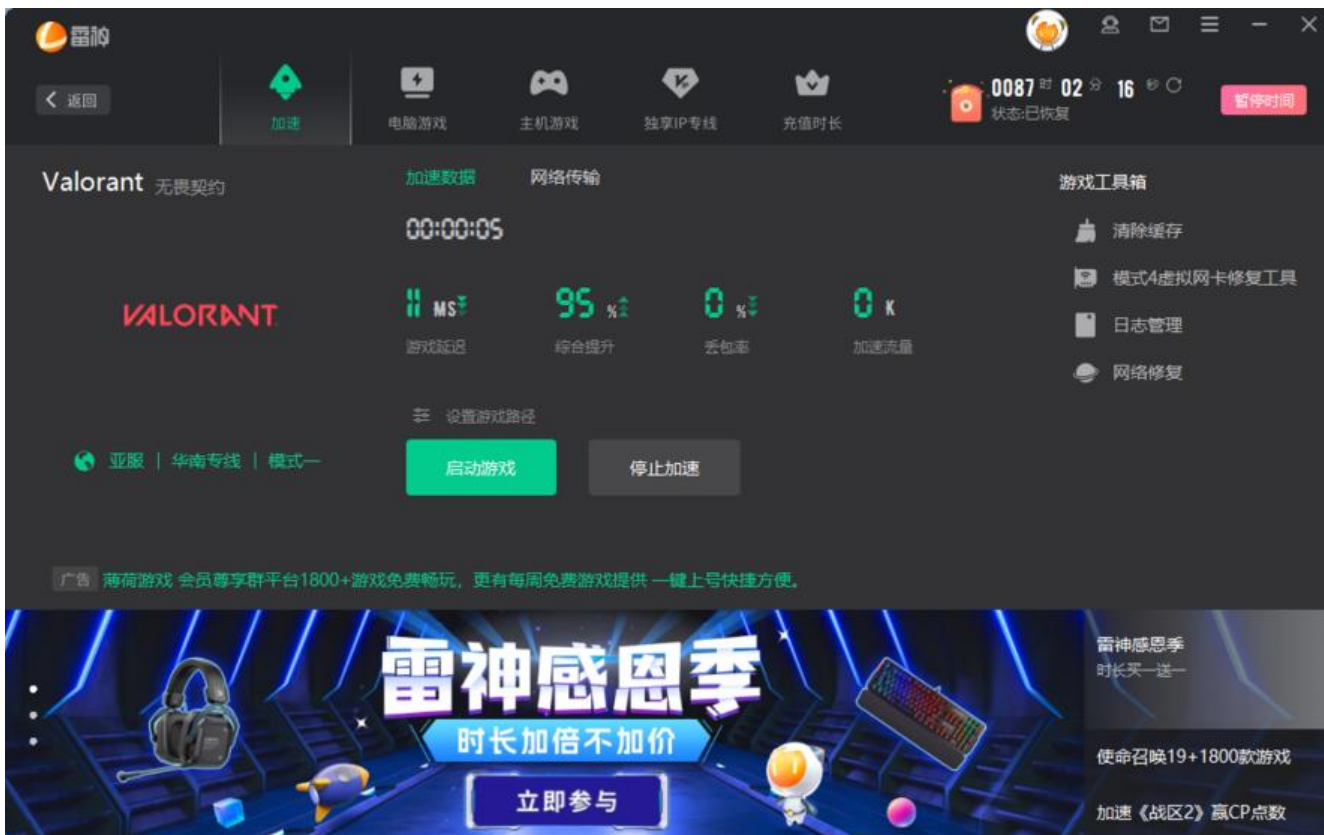 雷神
返回
加速
电脑游戏
主机游戏
独享IP专线
充值时长
0087时02分16秒
状态:已恢复
暂停时间
Valorant 无畏契约
加速数据 网络传输
00:00:05
VALORANT
11 MS 95 % 0 % 0 K
游戏延迟 综合提升 丢包率 加速流量
设置游戏路径
启动游戏 停止加速
亚服 | 华南专线 | 模式一
游戏工具箱
清除缓存
模式4虚拟网卡修复工具
日志管理
网络修复
广告 薄荷游戏 会员尊享群平台1800+游戏免费畅玩，更有每周免费游戏提供 一键上号快捷方便。
雷神感恩季
时长加倍不加价
立即参与
雷神感恩季
时长买一送一
使命召唤19+1800款游戏
加速《战区2》赢CP点数